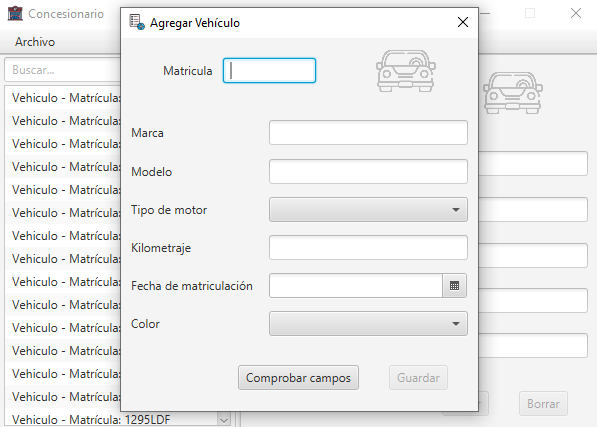 Concesionario
Agregar Vehículo
Archivo
Buscar...
Matricula
Vehiculo - Matrícula:
Vehiculo - Matrícula:
Vehiculo - Matrícula:
Vehiculo - Matrícula:
Vehiculo - Matrícula:
Vehiculo - Matrícula:
Vehiculo - Matrícula:
Vehiculo - Matrícula:
Vehiculo - Matrícula:
Vehiculo - Matrícula:
Vehiculo - Matrícula:
Vehiculo - Matrícula:
Vehiculo - Matrícula:
Vehiculo - Matrícula:
Vehiculo - Matrícula: 1295LDF
Marca
Modelo
Tipo de motor
Kilometraje
Fecha de matriculación
Color
Comprobar campos
Guardar
Borrar